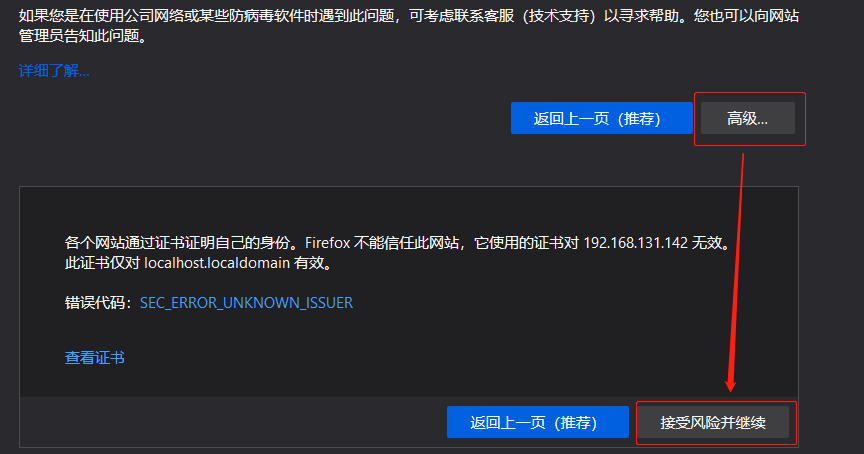 如果您是在使用公司网络或某些防病毒软件时遇到此问题，可考虑联系客服（技术支持）以寻求帮助。您也可以向网站
管理员告知此问题。
详细了解...
返回上一页（推荐） 高级...
各个网站通过证书证明自己的身份。Firefox 不能信任此网站，它使用的证书对 192.168.131.142 无效。
此证书仅对 localhost.localdomain 有效。
错误代码：SEC_ERROR_UNKNOWN_ISSUER
查看证书
返回上一页（推荐） 接受风险并继续